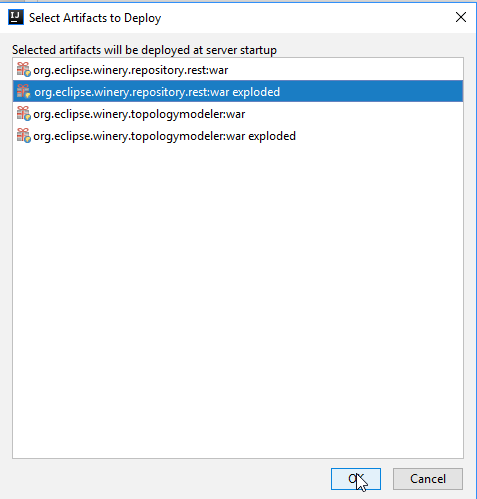 IJ
Select Artifacts to Deploy
Selected artifacts will be deployed at server startup
org.eclipse.winery.repository.rest:war
org.eclipse.winery.repository.rest:war exploded
org.eclipse.winery.topologymodeler:war
org.eclipse.winery.topologymodeler:war exploded
OK
Cancel